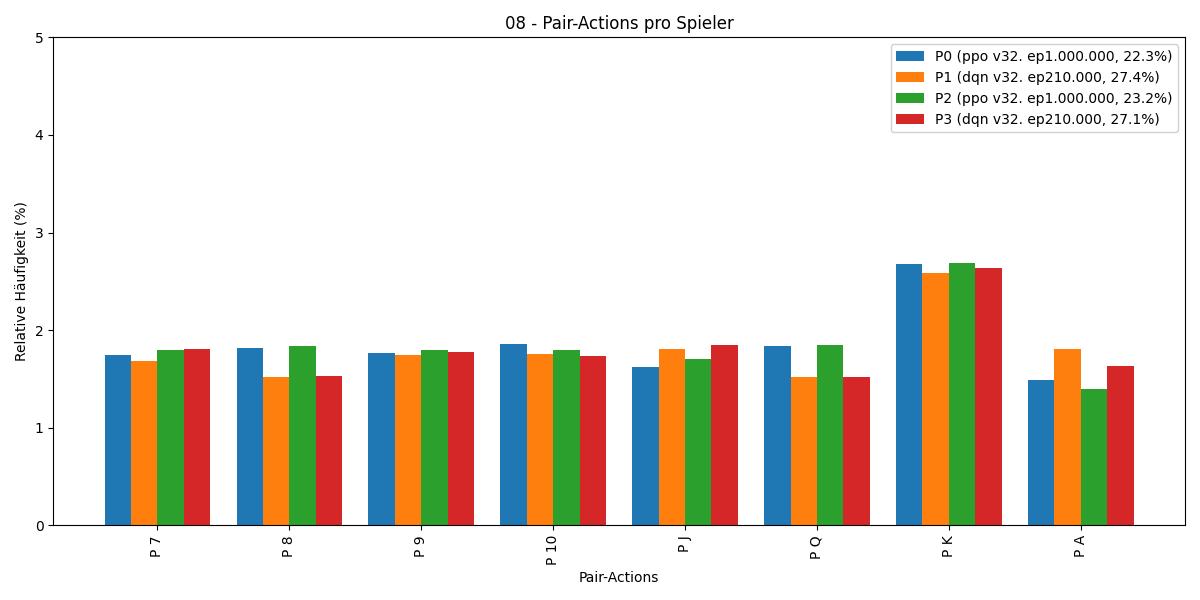 08 - Pair-Actions pro Spieler
P0 (ppo v32. ep1.000.000, 22.3%)
P1 (dqn v32. ep210.000, 27.4%)
P2 (ppo v32. ep1.000.000, 23.2%)
P3 (dqn v32. ep210.000, 27.1%)
Relative Häufigkeit (%)
5
4
3
2
1
0
P 7
P 8
P 9
P 10
P J
P Q
P K
P A
Pair-Actions